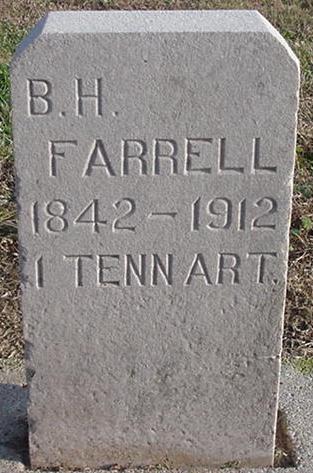 B.H.
FARRELL
1842-1912
1 TENN ART.